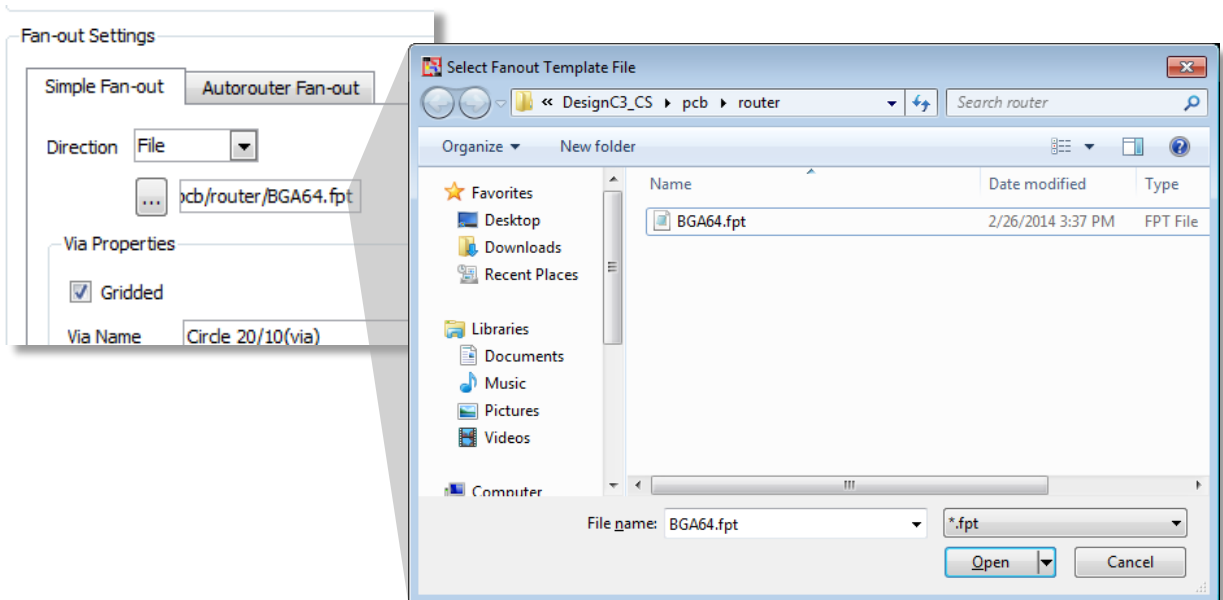 Fan-out Settings
Simple Fan-out
Autorouter Fan-out
Direction
File
...
pcb/router/BGA64.fpt
Via Properties
Gridded
Via Name
Circle 20/10(via)
Select Fanout Template File
« DesignC3_CS pcb router
Search router
Organize
New folder
Favorites
Desktop
Downloads
Recent Places
Libraries
Documents
Music
Pictures
Videos
Computer
Name Date modified Type
BGA64.fpt 2/26/2014 3:37 PM FPT File
File name: BGA64.fpt
*.fpt
Open
Cancel